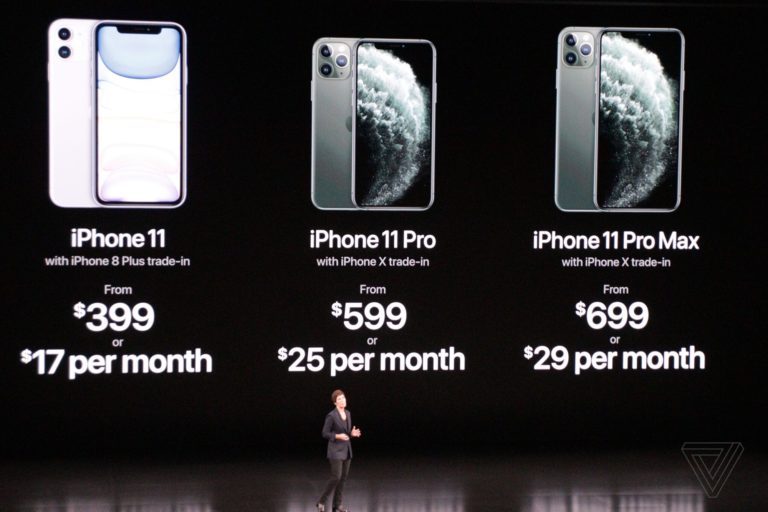 iPhone 11
with iPhone 8 Plus trade-in
From
$399
or
$17 per month
iPhone 11 Pro
with iPhone X trade-in
From
$599
or
$25 per month
iPhone 11 Pro Max
with iPhone X trade-in
From
$699
or
$29 per month